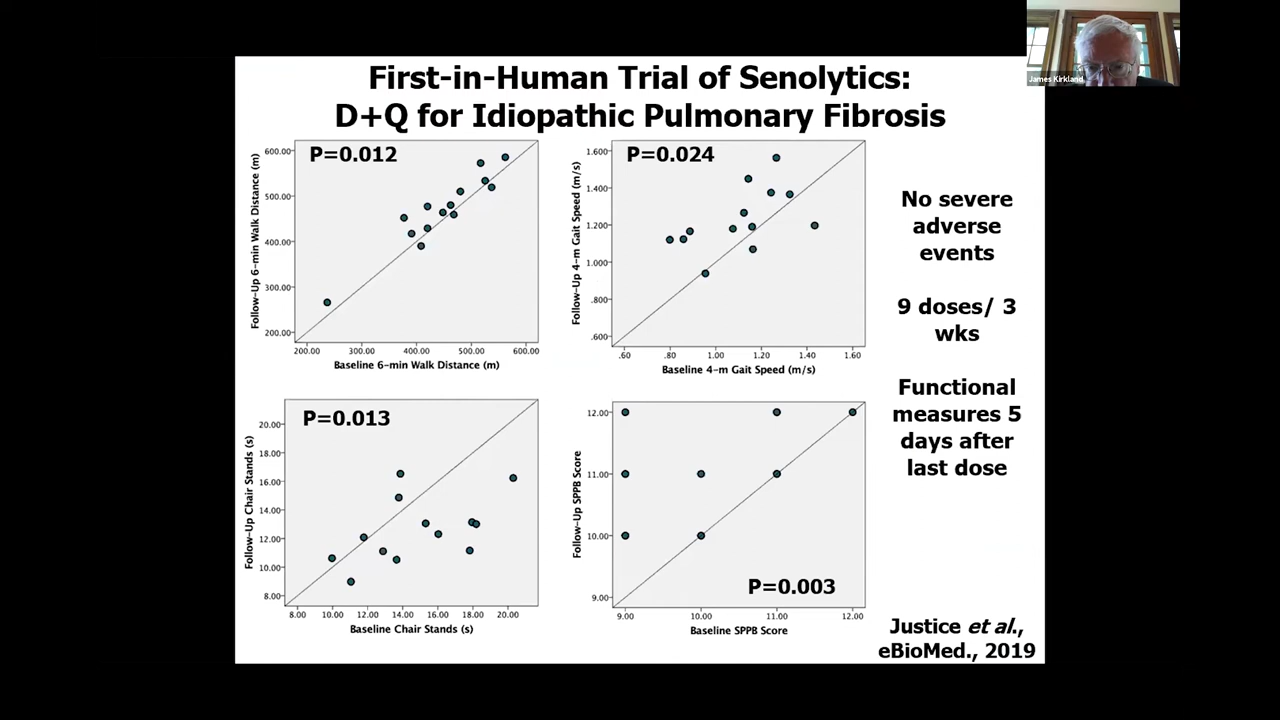 James Kirkland
First-in-Human Trial of Senolytics:
D+Q for Idiopathic Pulmonary Fibrosis
P=0.012
Follow-Up 6-min Walk Distance (m)
600.00
500.00
400.00
300.00
200.00
200.00 300.00 400.00 500.00 600.00
Baseline 6-min Walk Distance (m)
P=0.024
Follow-Up 4-m Gait Speed (m/s)
1.600
1.400
1.200
1.000
.800
.600
.60 .80 1.00 1.20 1.40 1.60
Baseline 4-m Gait Speed (m/s)
No severe
adverse
events
9 doses/ 3
wks
Functional
measures 5
days after
last dose
P=0.013
Follow-Up Chair Stands (s)
20.00
18.00
16.00
14.00
12.00
10.00
8.00
8.00 10.00 12.00 14.00 16.00 18.00 20.00
Baseline Chair Stands (s)
Follow-Up SPPB Score
12.00
11.00
10.00
9.00
P=0.003
9.00 10.00 11.00 12.00
Baseline SPPB Score
Justice et al.,
eBioMed., 2019